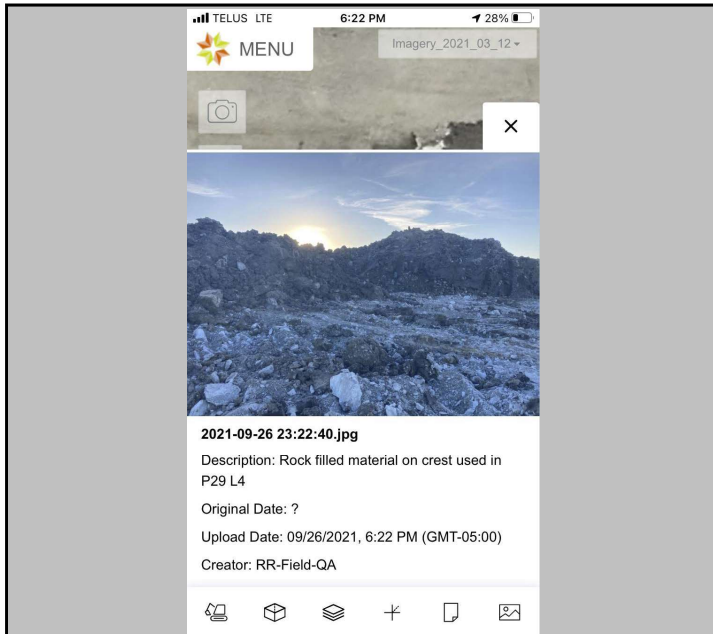 TELUS LTE 6:22 PM 28%
MENU Imagery_2021_03_12
2021-09-26 23:22:40.jpg
Description: Rock filled material on crest used in
P29 L4
Original Date: ?
Upload Date: 09/26/2021, 6:22 PM (GMT-05:00)
Creator: RR-Field-QA